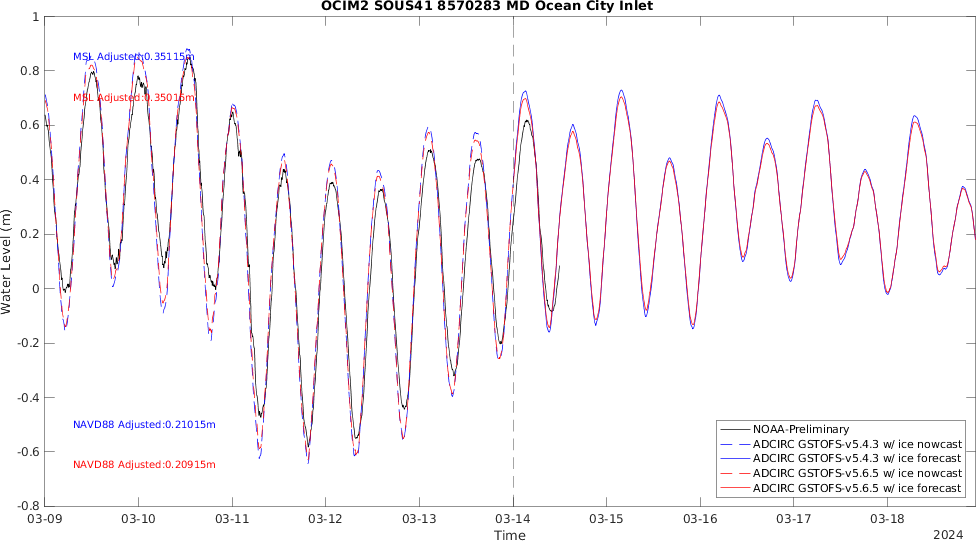 OCIM2 SOUS41 8570283 MD Ocean City Inlet
Water Level (m)
1
0.8
0.6
0.4
0.2
0
-0.2
-0.4
-0.6
-0.8
MSL Adjusted:0.35115m
MSL Adjusted:0.35016m
NAVD88 Adjusted:0.21015m
NAVD88 Adjusted:0.20915m
NOAA-Preliminary
ADCIRC GSTOFS-v5.4.3 w/ ice nowcast
ADCIRC GSTOFS-v5.4.3 w/ ice forecast
ADCIRC GSTOFS-v5.6.5 w/ ice nowcast
ADCIRC GSTOFS-v5.6.5 w/ ice forecast
03-09 03-10 03-11 03-12 03-13 03-14 03-15 03-16 03-17 03-18
Time
2024